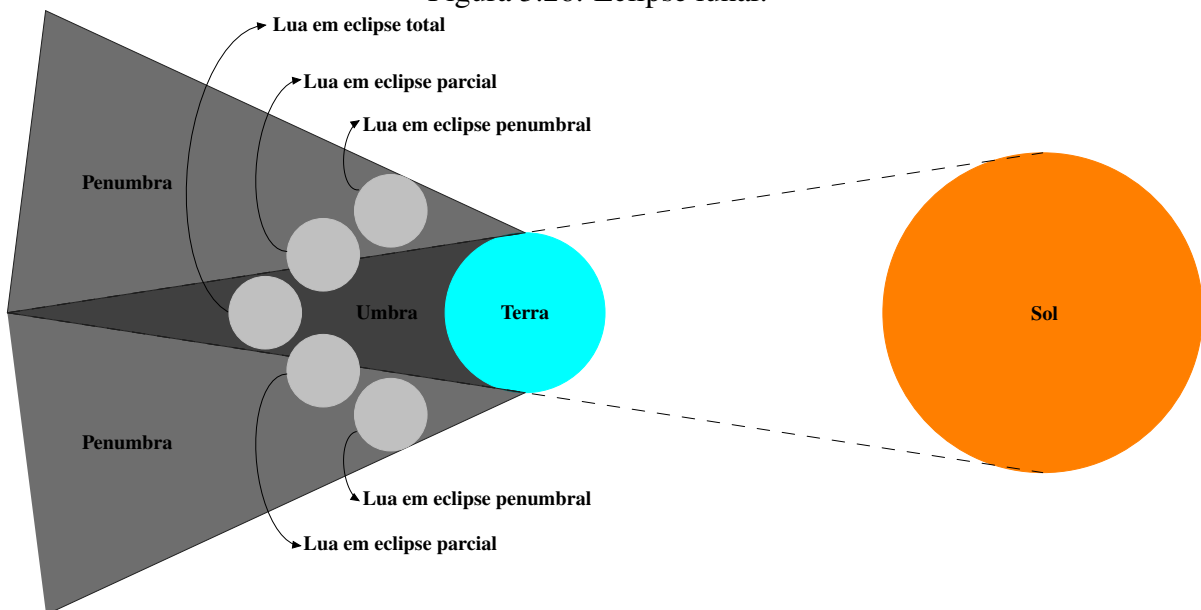 Lua em eclipse total
Lua em eclipse parcial
Lua em eclipse penumbral
Penumbra
Umbra
Terra
Sol
Penumbra
Lua em eclipse penumbral
Lua em eclipse parcial